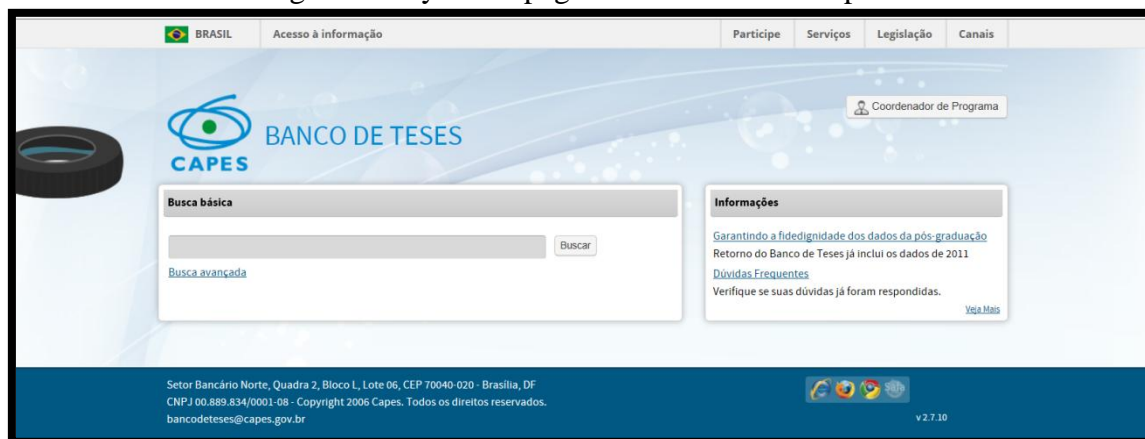 BRASIL Acesso à informação Participe Serviços Legislação Canais
Coordenador de Programa
CAPES
BANCO DE TESES
Busca básica
Buscar
Busca avançada
Informações
Garantindo a fidedignidade dos dados da pós-graduação
Retorno do Banco de Teses já inclui os dados de 2011
Dúvidas Frequentes
Verifique se suas dúvidas já foram respondidas.
Veja Mais
Setor Bancário Norte, Quadra 2, Bloco L, Lote 06, CEP 70040-020 - Brasília, DF
CNPJ 00.889.834/0001-08 - Copyright 2006 Capes. Todos os direitos reservados.
bancodeteses@capes.gov.br
v 2.7.10